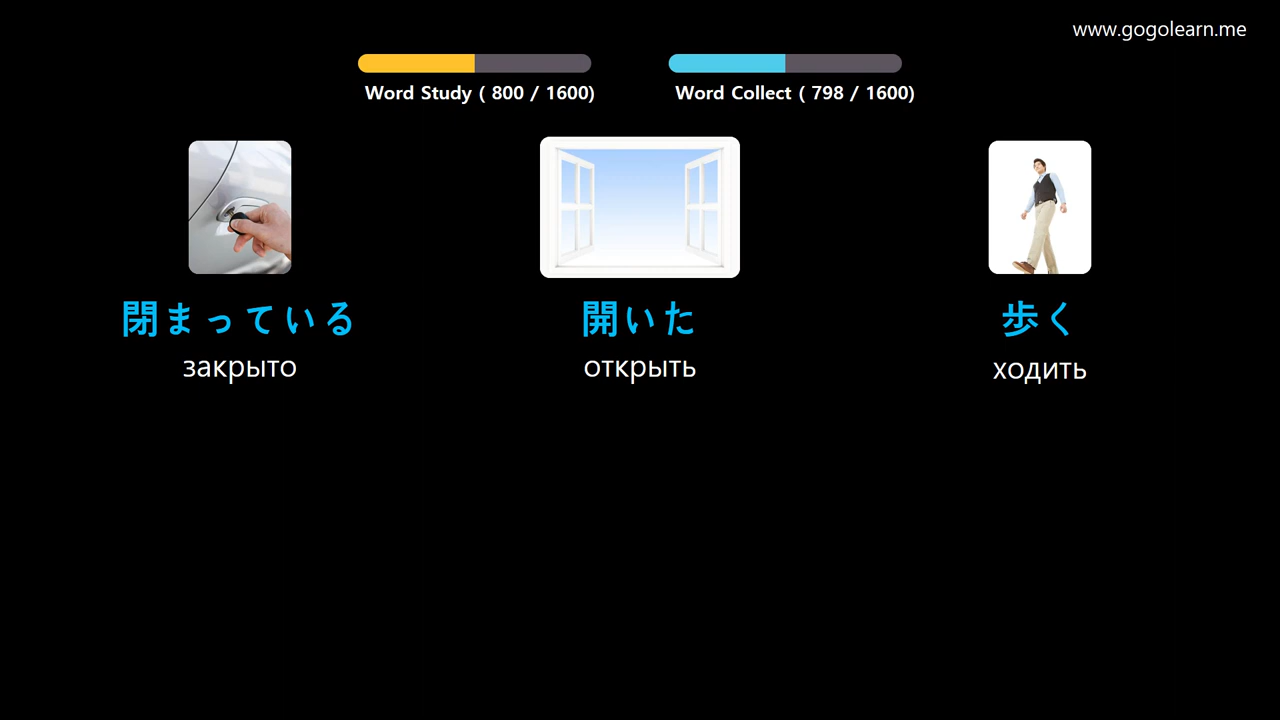 www.gogolearn.me
Word Study ( 800 / 1600)
Word Collect ( 798 / 1600)
閉まっている
開いた
歩く
закрыто
открыть
ходить